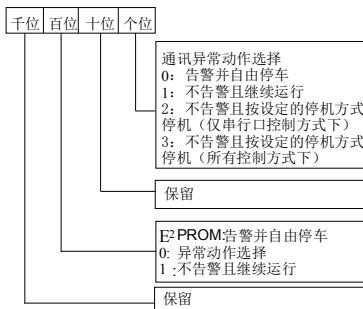 千位 百位 十位 个位
通讯异常动作选择
0：告警并自由停车
1：不告警且继续运行
2：不告警且按设定的停机方式
停机（仅串行口控制方式下）
3：不告警且按设定的停机方式
停机（所有控制方式下）
保留
E²PROM:告警并自由停车
0: 异常动作选择
1 :不告警且继续运行
保留